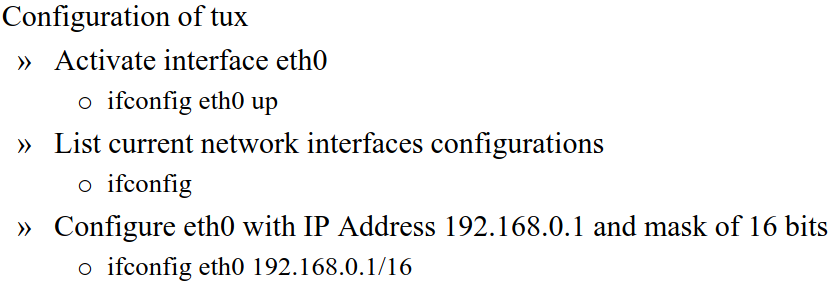 Configuration of tux
» Activate interface eth0
○ ifconfig eth0 up
» List current network interfaces configurations
○ ifconfig
» Configure eth0 with IP Address 192.168.0.1 and mask of 16 bits
○ ifconfig eth0 192.168.0.1/16